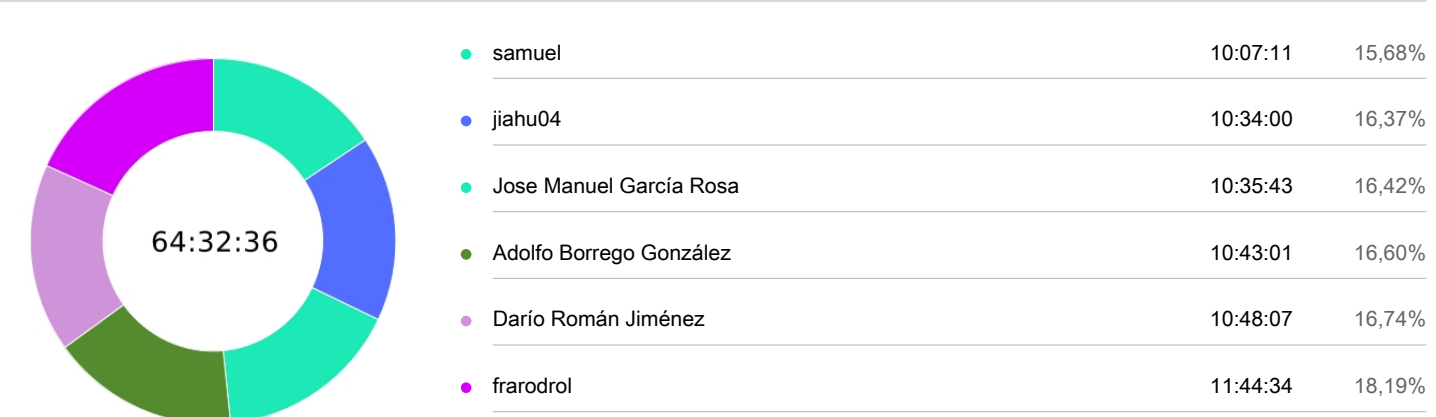 samuel 10:07:11 15,68%
jiahu04 10:34:00 16,37%
Jose Manuel García Rosa 10:35:43 16,42%
64:32:36
Adolfo Borrego González 10:43:01 16,60%
Darío Román Jiménez 10:48:07 16,74%
frarodrol 11:44:34 18,19%